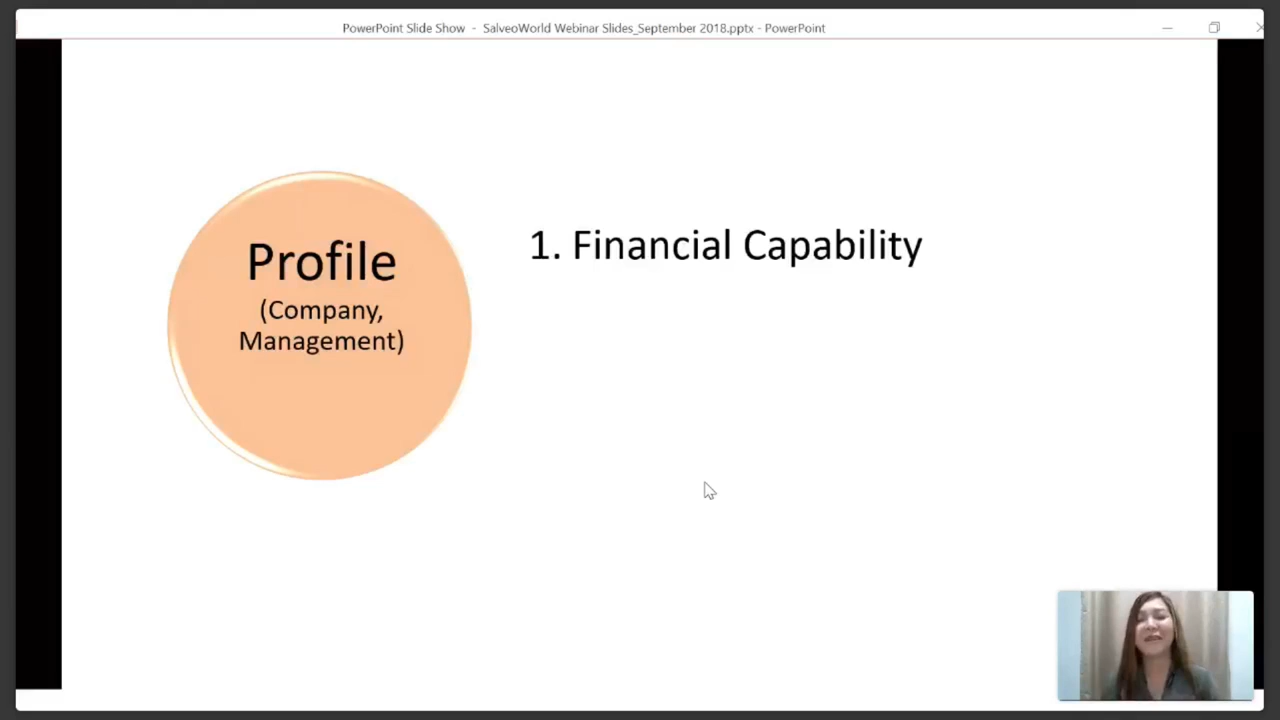 PowerPoint Slide Show - SalveoWorld Webinar Slides_September 2018.pptx - PowerPoint
Profile
(Company,
Management)
1. Financial Capability